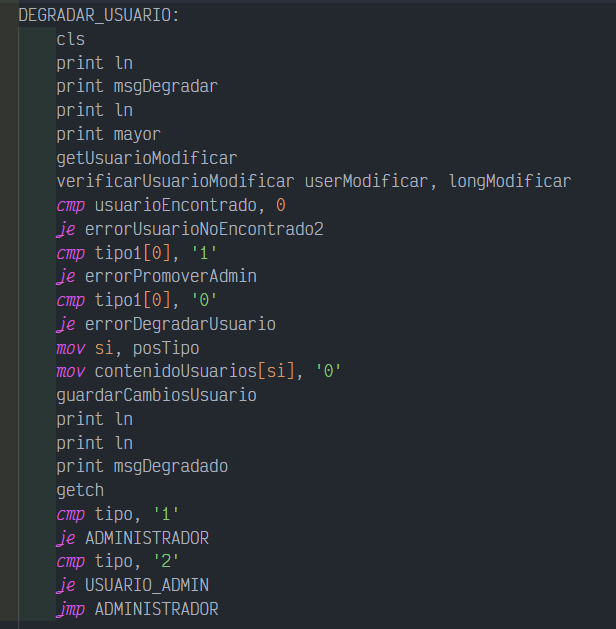 DEGRADAR_USUARIO:
cls
print ln
print msgDegradar
print ln
print mayor
getUsuarioModificar
verificarUsuarioModificar userModificar, longModificar
cmp usuarioEncontrado, 0
je errorUsuarioNoEncontrado2
cmp tipo1[0], '1'
je errorPromoverAdmin
cmp tipo1[0], '0'
je errorDegradarUsuario
mov si, posTipo
mov contenidoUsuarios[si], '0'
guardarCambiosUsuario
print ln
print ln
print msgDegradado
getch
cmp tipo, '1'
je ADMINISTRADOR
cmp tipo, '2'
je USUARIO_ADMIN
jmp ADMINISTRADOR